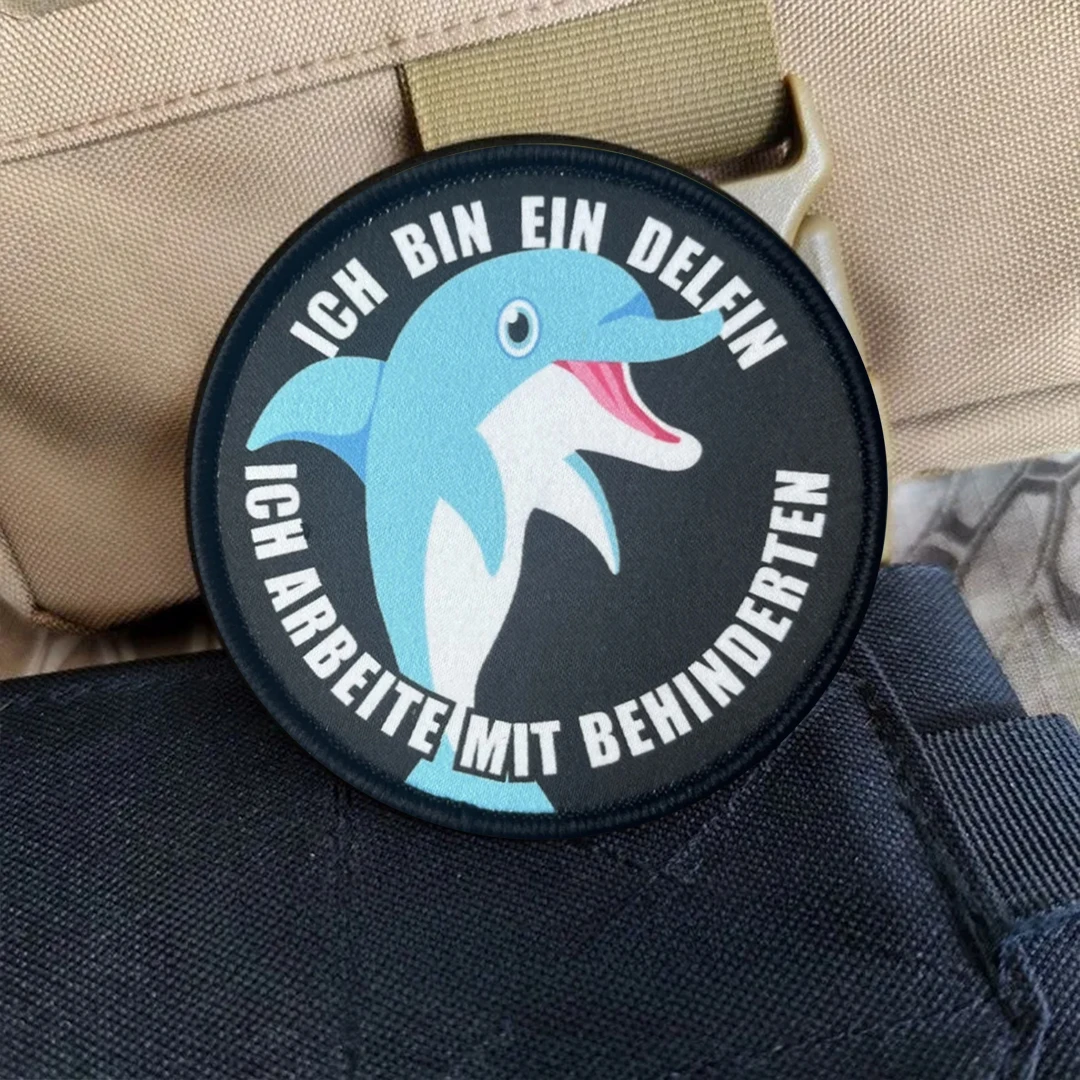 ICH BIN EIN DELFIN
ICH ARBEITE MIT BEHINDERTEN